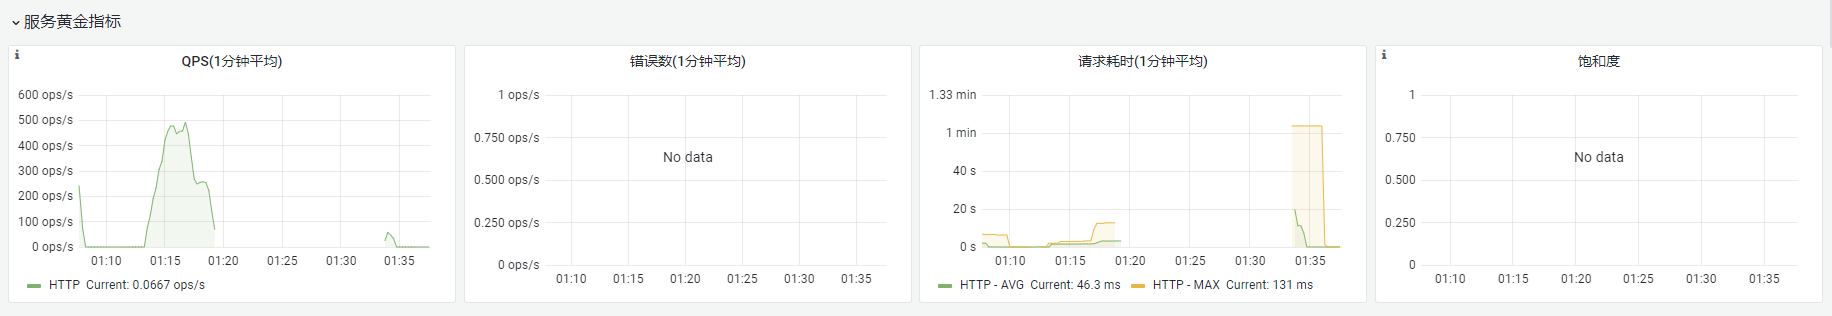 服务黄金指标
QPS(1分钟平均)
600 ops/s
500 ops/s
400 ops/s
300 ops/s
200 ops/s
100 ops/s
0 ops/s
01:10 01:15 01:20 01:25 01:30 01:35
HTTP Current: 0.0667 ops/s
错误数(1分钟平均)
1 ops/s
0.750 ops/s
No data
0.500 ops/s
0.250 ops/s
0 ops/s
01:10 01:15 01:20 01:25 01:30 01:35
请求耗时(1分钟平均)
1.33 min
1 min
40 s
20 s
0 s
01:10 01:15 01:20 01:25 01:30 01:35
HTTP - AVG Current: 46.3 ms HTTP - MAX Current: 131 ms
饱和度
1
0.750
No data
0.500
0.250
0
01:10 01:15 01:20 01:25 01:30 01:35